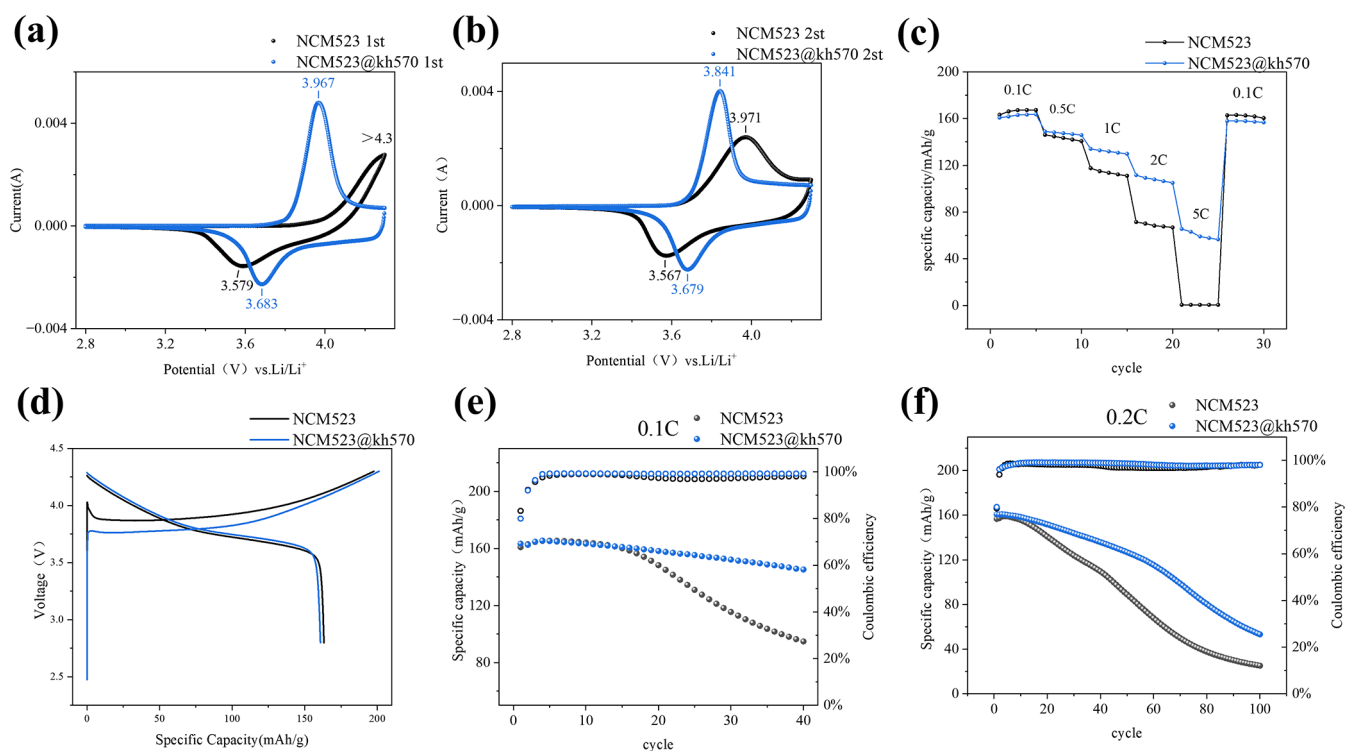 (a)
NCM523 1st
NCM523@kh570 1st
3.967
>4.3
3.579
3.683
0.004
0.000
−0.004
2.8
3.2
3.6
4.0
Current(A)
Potential（V）vs.Li/Li+
(b)
NCM523 2st
NCM523@kh570 2st
3.841
3.971
3.567
3.679
0.004
0.000
−0.004
2.8
3.2
3.6
4.0
Current（A）
Pontential（V）vs.Li/Li+
(c)
NCM523
NCM523@kh570
0.1C
0.5C
1C
2C
5C
0.1C
200
160
120
80
40
0
0
10
20
30
specific capacity/mAh/g
cycle
(d)
NCM523
NCM523@kh570
4.5
4.0
3.5
3.0
2.5
0
50
100
150
200
Voltage（V）
Specific Capacity(mAh/g)
(e)
0.1C
NCM523
NCM523@kh570
200
160
120
80
100%
80%
60%
40%
20%
0%
0
10
20
30
40
Specific capacity（mAh/g）
Coulombic efficiency
cycle
(f)
0.2C
NCM523
NCM523@kh570
200
160
120
80
40
0
100%
80%
60%
40%
20%
0%
0
20
40
60
80
100
Specific capacity（mAh/g）
Coulombic efficiency
cycle